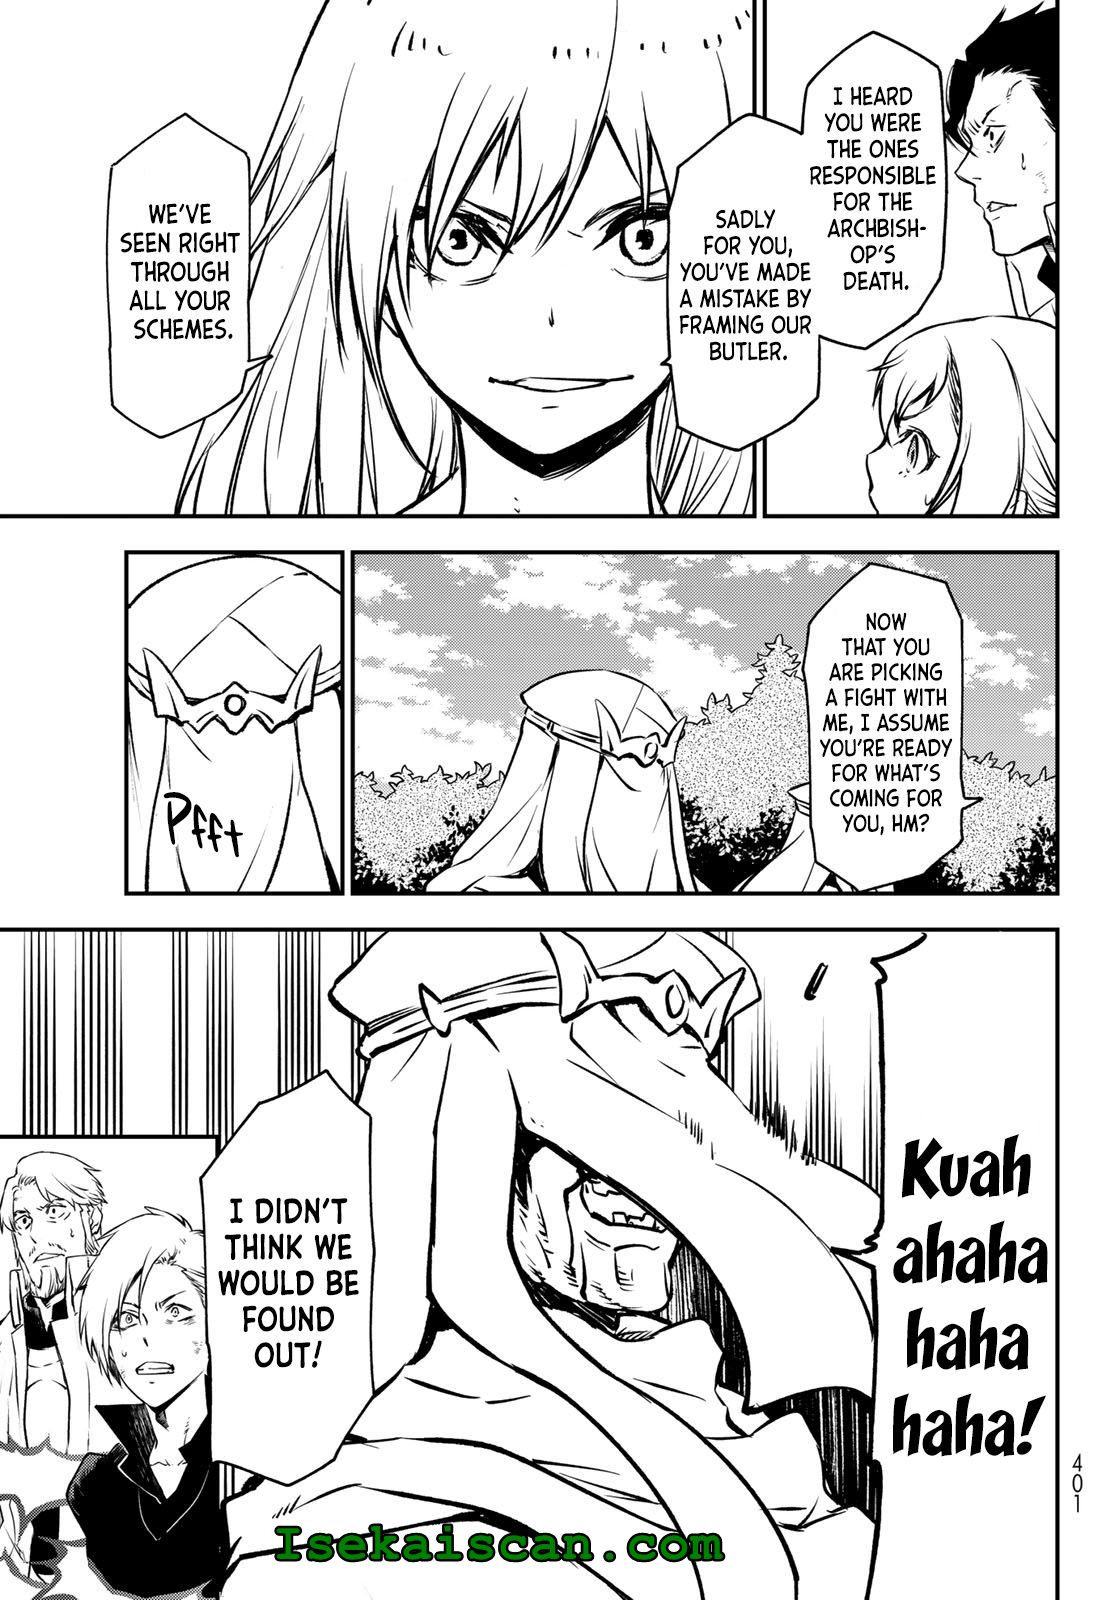 I HEARD
YOU WERE
THE ONES
RESPONSIBLE
FOR THE
ARCHBISH-
OP'S
DEATH.
SADLY
FOR YOU,
YOU'VE MADE
A MISTAKE BY
FRAMING OUR
BUTLER.
WE'VE
SEEN RIGHT
THROUGH
ALL YOUR
SCHEMES.
NOW
THAT YOU
ARE PICKING
A FIGHT WITH
ME, I ASSUME
YOU'RE READY
FOR WHAT'S
COMING FOR
YOU, HM?
Pfft
Kuah
ahaha
haha
haha!
I DIDN'T
THINK WE
WOULD BE
FOUND
OUT!
401
Isekaiscan.com